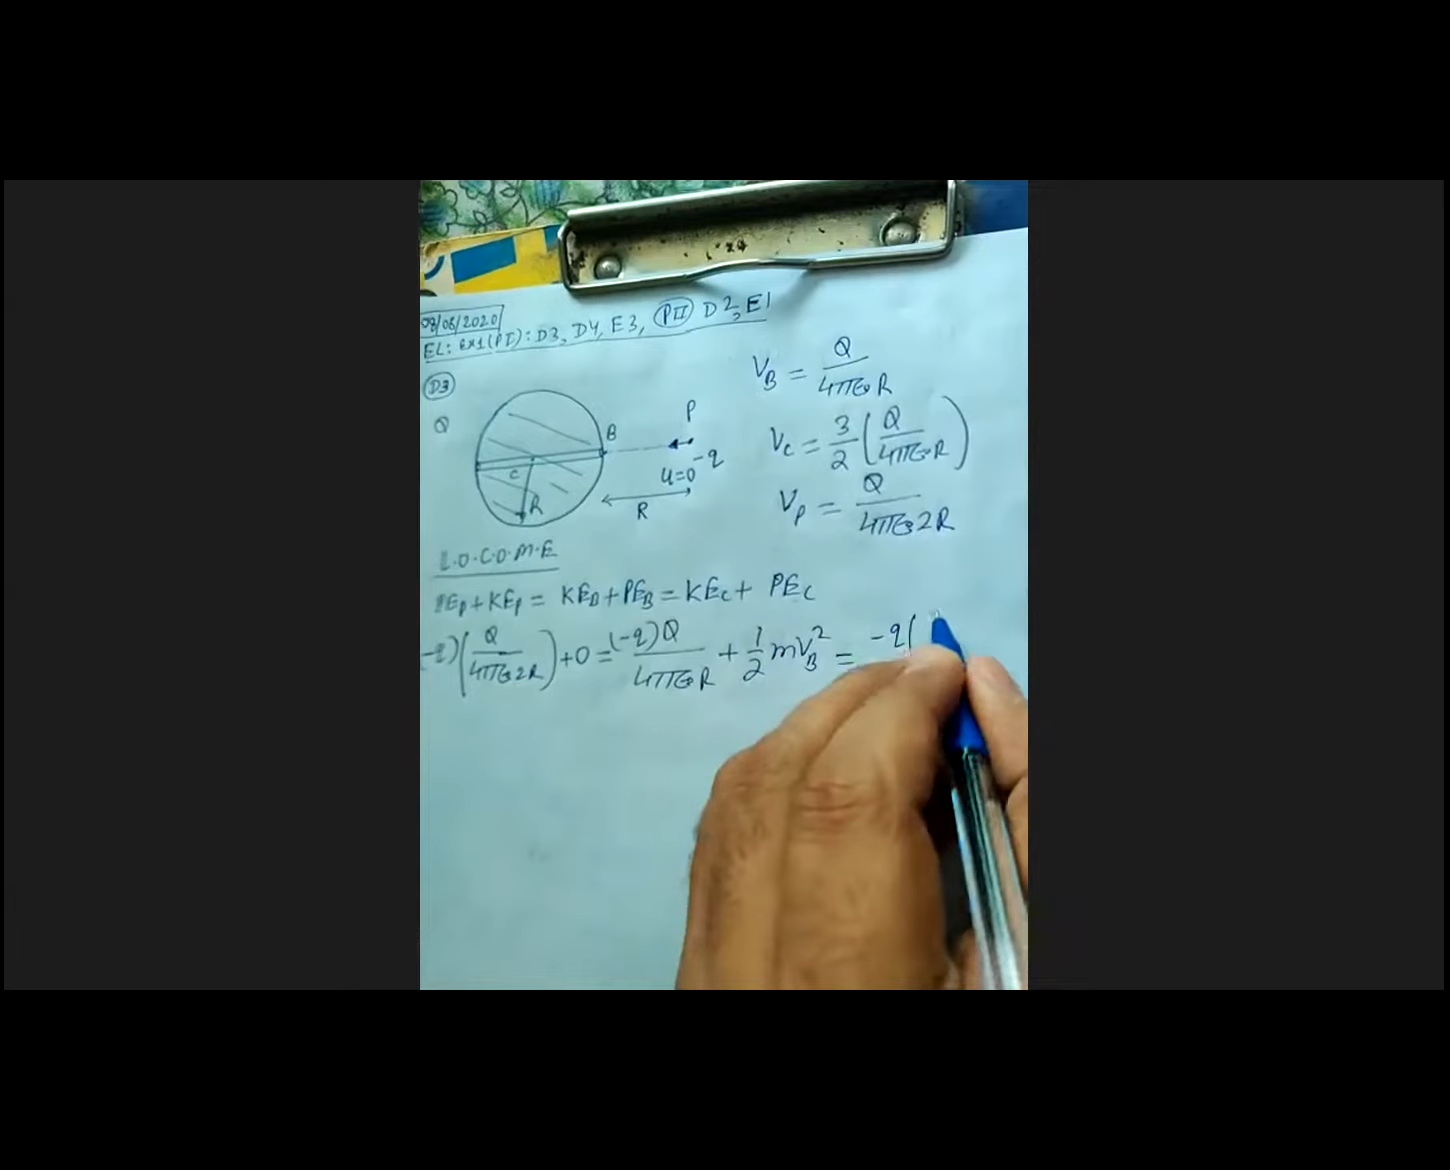 08/06/2020
EL: Ex1(PI): D3, D4, E3, (PII) D2, E1
D3
Q
B
P
C
R
u=0
-q
R
V_B = Q/4πε₀R
V_C = 3/2 (Q/4πε₀R)
V_P = Q/4πε₀2R
L.O.C.O.M.E
PE_P + KE_P = KE_B + PE_B = KE_C + PE_C
-q)(Q/4πε₀2R) + 0 = (-q)Q/4πε₀R + 1/2 mV_B² = -q(